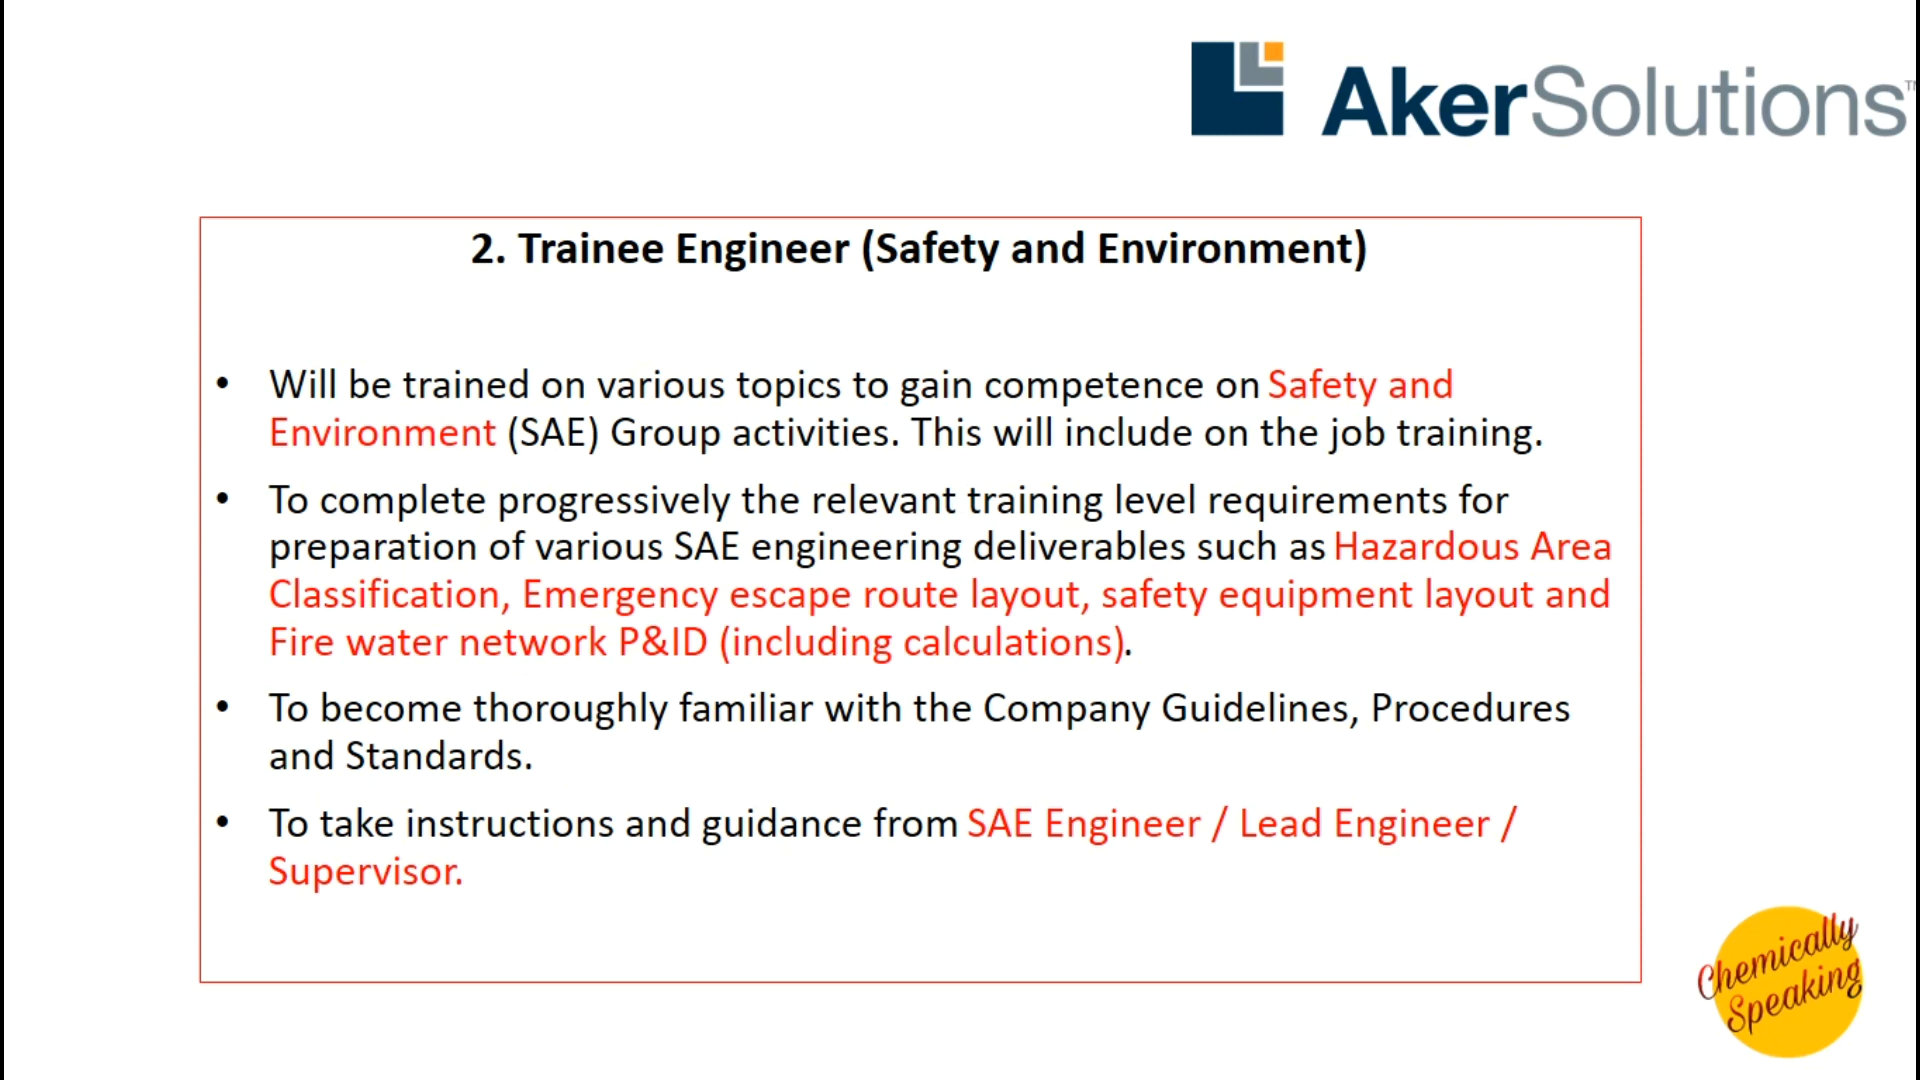 AkerSolutions™
2. Trainee Engineer (Safety and Environment)
• Will be trained on various topics to gain competence on Safety and
Environment (SAE) Group activities. This will include on the job training.
• To complete progressively the relevant training level requirements for
preparation of various SAE engineering deliverables such as Hazardous Area
Classification, Emergency escape route layout, safety equipment layout and
Fire water network P&ID (including calculations).
• To become thoroughly familiar with the Company Guidelines, Procedures
and Standards.
• To take instructions and guidance from SAE Engineer / Lead Engineer /
Supervisor.
Chemically
Speaking